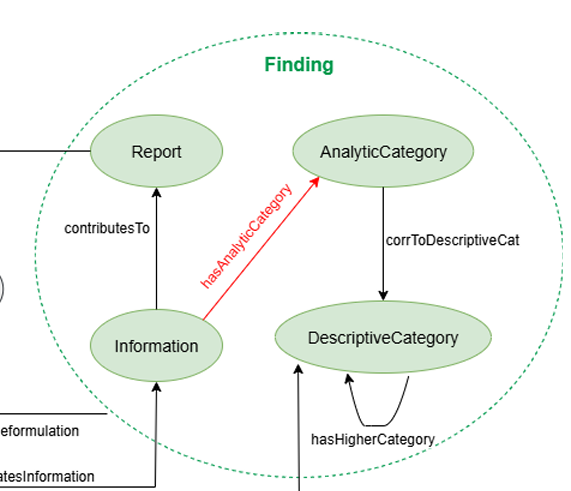 Finding
Report
AnalyticCategory
hasAnalyticCategory
contributesTo
corrToDescriptiveCat
Information
DescriptiveCategory
eformulation
hasHigherCategory
atesInformation